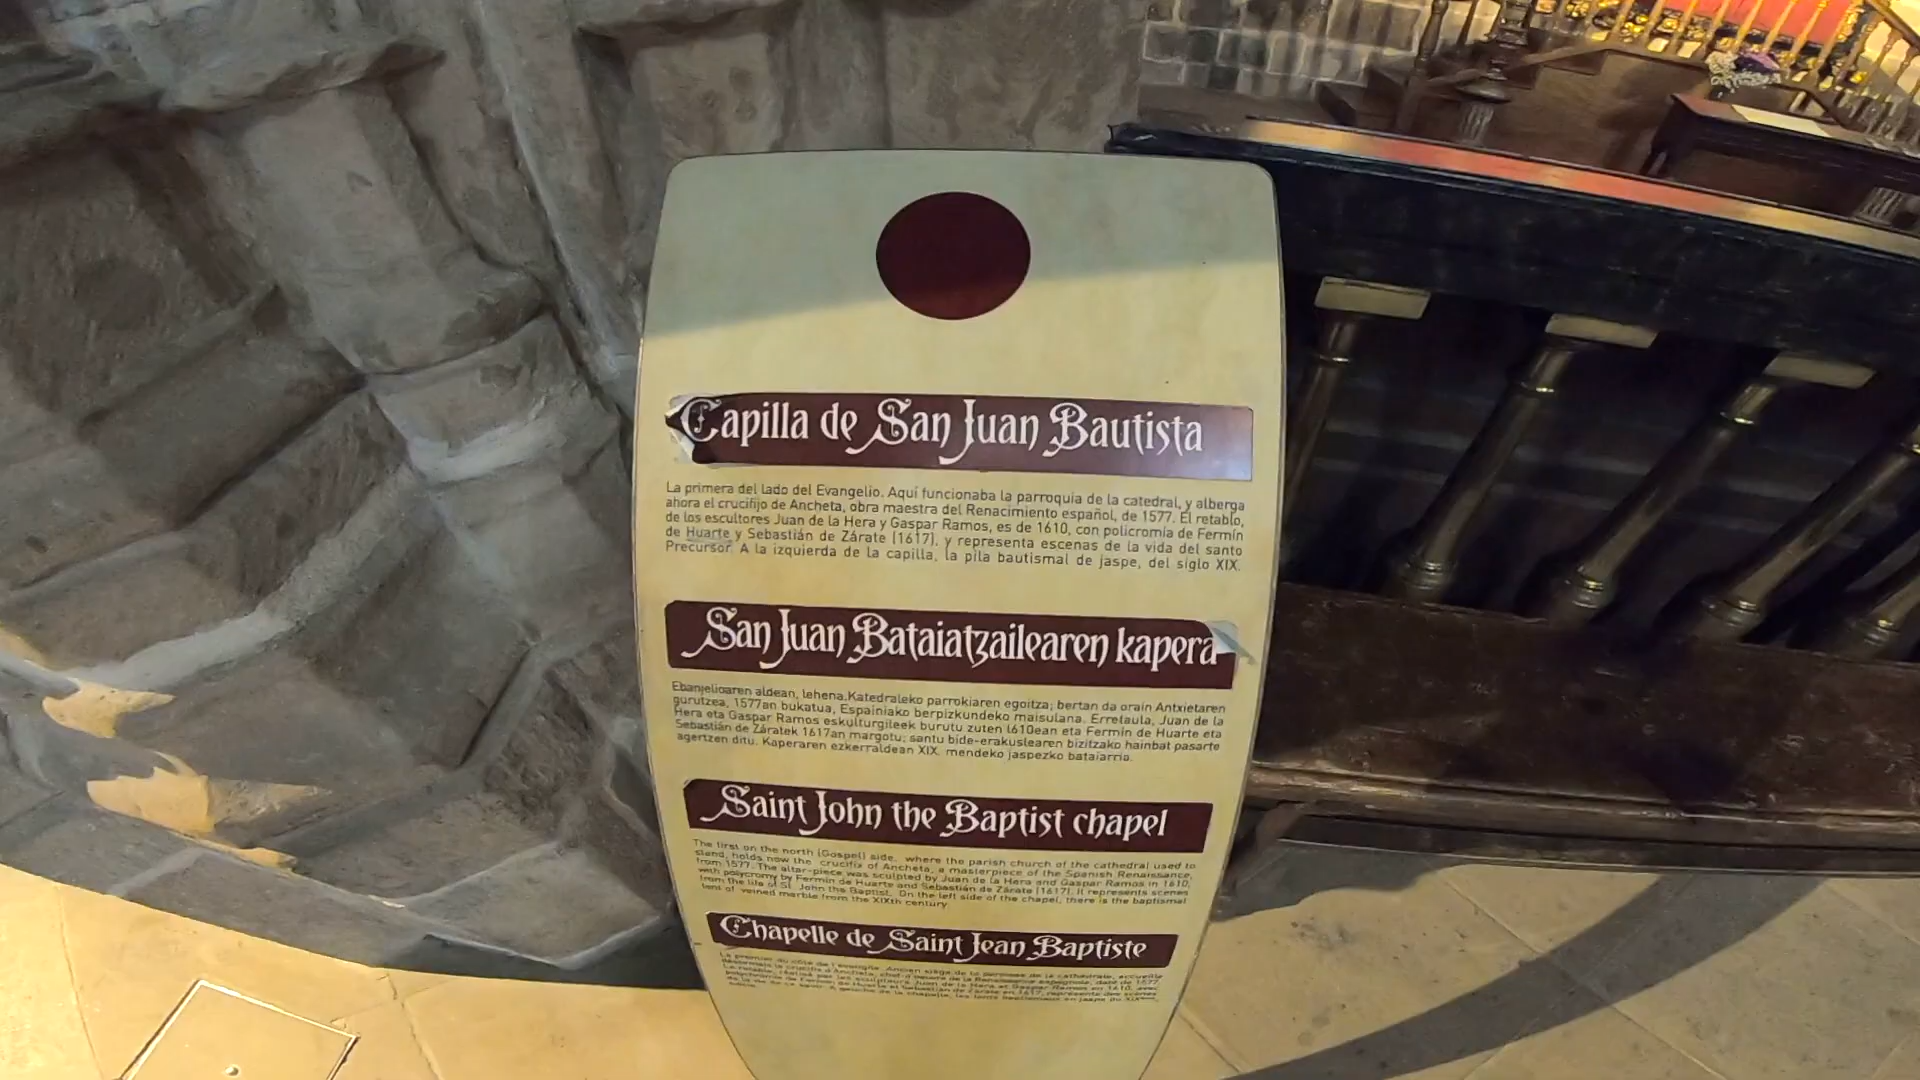 Capilla de San Juan Bautista
La primera del lado del Evangelio. Aquí funcionaba la parroquia de la catedral, y alberga
ahora el crucifijo de Ancheta, obra maestra del Renacimiento español, de 1577. El retablo,
de los escultores Juan de la Hera y Gaspar Ramos, es de 1610, con policromía de Fermín
de Huarte y Sebastián de Zárate (1617), y representa escenas de la vida del santo
Precursor. A la izquierda de la capilla, la pila bautismal de jaspe, del siglo XIX.
San Juan Bataiatzailearen kapera
Ebanjelioaren aldean, lehena.Katedraleko parrokiaren egoitza; bertan da orain Antxietaren
gurutzea, 1577an bukatua, Espainiako berpizkundeko maisulana. Erretaula, Juan de la
Hera eta Gaspar Ramos eskulturgileek burutu zuten 1610ean eta Fermin de Huarte eta
Sebastián de Záratek 1617an margotu; santu bide-erakuslearen bizitzako hainbat pasarte
agertzen ditu. Kaperaren ezkerraldean XIX. mendeko jaspezko bataiarria.
Saint John the Baptist chapel
The first on the north (Gospel) side, where the parish church of the cathedral used to
stand, holds now the crucifix of Ancheta, a masterpiece of the Spanish Renaissance,
from 1577. The altar-piece was sculpted by Juan de la Hera and Gaspar Ramos in 1610,
with polycromy by Fermín de Huarte and Sebastián de Zárate (1617). It represents scenes
from the life of St. John the Baptist. On the left side of the chapel, there is the baptismal
font of veined marble from the XIXth century.
Chapelle de Saint Jean Baptiste